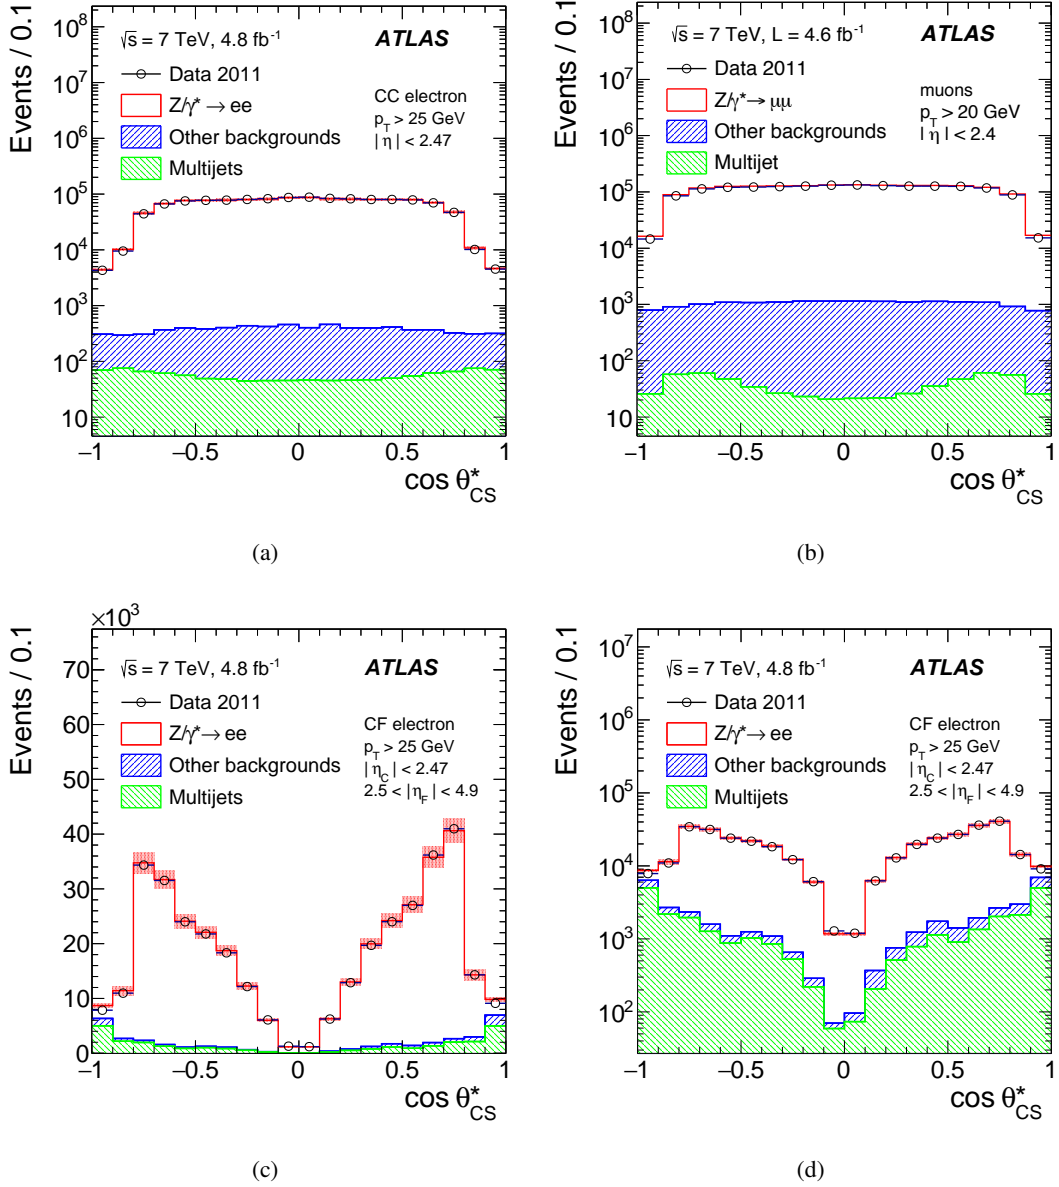 Events / 0.1
10⁸
10⁷
10⁶
10⁵
10⁴
10³
10²
10
√s = 7 TeV, 4.8 fb⁻¹
ATLAS
Data 2011
Z/γ* → ee
Other backgrounds
Multijets
CC electron
p_T > 25 GeV
| η | < 2.47
−1 −0.5 0 0.5 1
cos θ*_CS
(a)
Events / 0.1
10⁸
10⁷
10⁶
10⁵
10⁴
10³
10²
10
√s = 7 TeV, L = 4.6 fb⁻¹
ATLAS
Data 2011
Z/γ* → μμ
Other backgrounds
Multijet
muons
p_T > 20 GeV
| η | < 2.4
−1 −0.5 0 0.5 1
cos θ*_CS
(b)
×10³
Events / 0.1
70
60
50
40
30
20
10
0
√s = 7 TeV, 4.8 fb⁻¹
ATLAS
Data 2011
Z/γ* → ee
Other backgrounds
Multijets
CF electron
p_T > 25 GeV
| η_C | < 2.47
2.5 < |η_F | < 4.9
−1 −0.5 0 0.5 1
cos θ*_CS
(c)
Events / 0.1
10⁷
10⁶
10⁵
10⁴
10³
10²
√s = 7 TeV, 4.8 fb⁻¹
ATLAS
Data 2011
Z/γ* → ee
Other backgrounds
Multijets
CF electron
p_T > 25 GeV
| η_C | < 2.47
2.5 < |η_F | < 4.9
−1 −0.5 0 0.5 1
cos θ*_CS
(d)